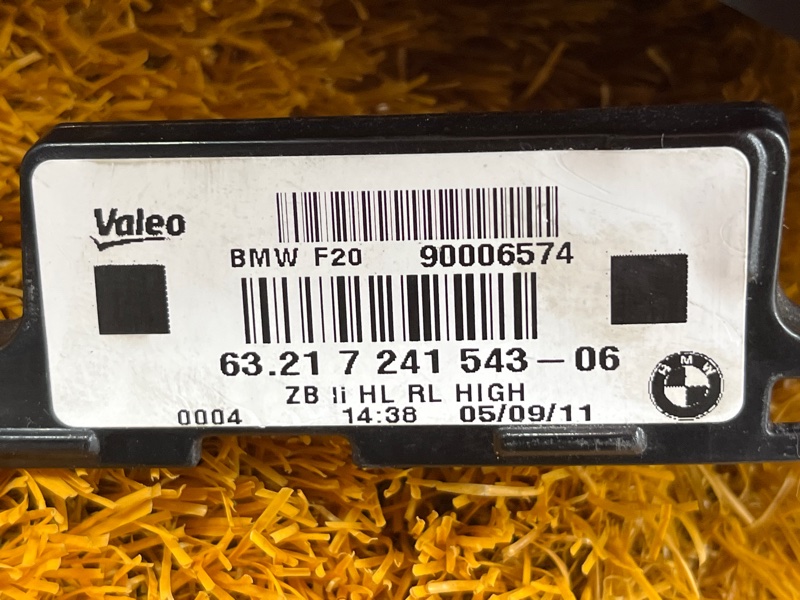 Valeo
BMW F20 90006574
63.21 7 241 543-06
ZB li HL RL HIGH
0004 14:38 05/09/11
BMW